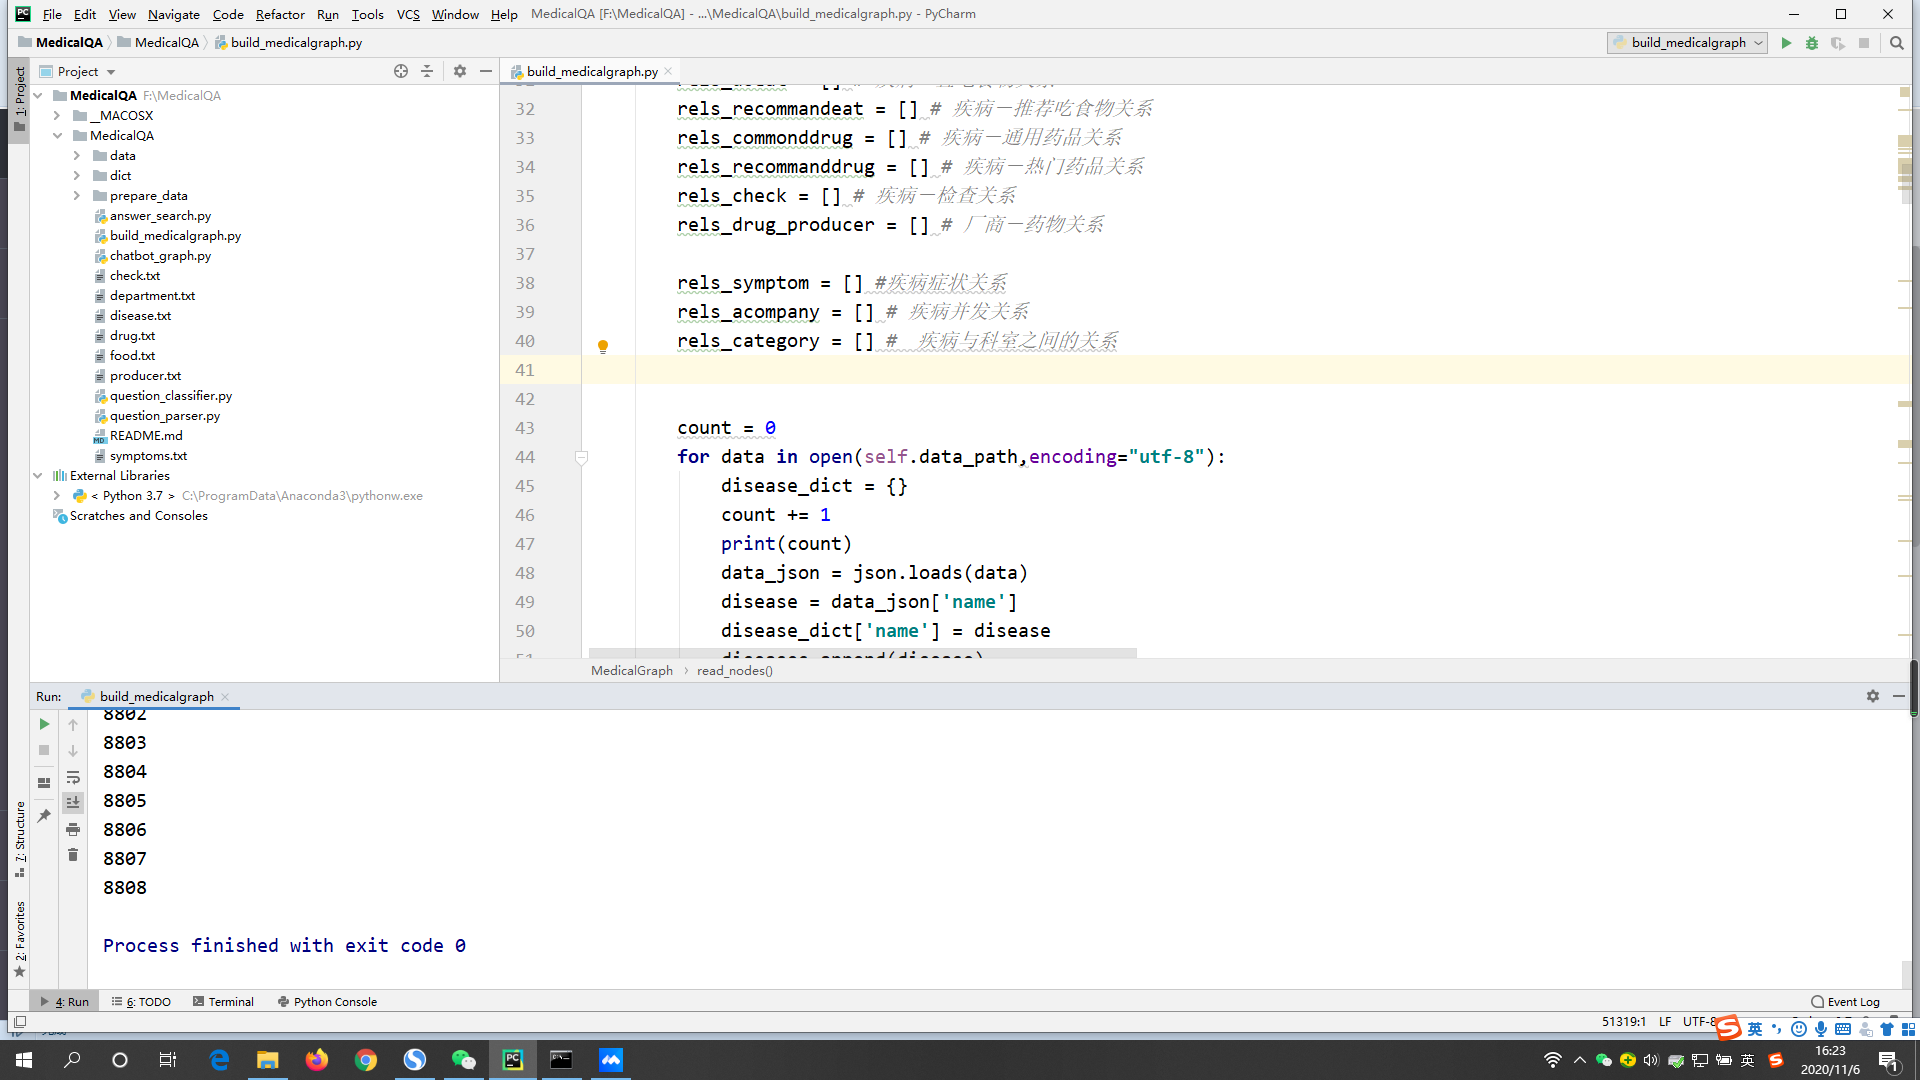 File Edit View Navigate Code Refactor Run Tools VCS Window Help MedicalQA [F:\MedicalQA] - ...\MedicalQA\build_medicalgraph.py - PyCharm
MedicalQA MedicalQA build_medicalgraph.py build_medicalgraph
1: Project
Project
MedicalQA F:\MedicalQA
__MACOSX
MedicalQA
data
dict
prepare_data
answer_search.py
build_medicalgraph.py
chatbot_graph.py
check.txt
department.txt
disease.txt
drug.txt
food.txt
producer.txt
question_classifier.py
question_parser.py
README.md
symptoms.txt
External Libraries
< Python 3.7 > C:\ProgramData\Anaconda3\pythonw.exe
Scratches and Consoles
build_medicalgraph.py
32 rels_recommandeat = [] # 疾病－推荐吃食物关系
33 rels_commonddrug = [] # 疾病－通用药品关系
34 rels_recommanddrug = [] # 疾病－热门药品关系
35 rels_check = [] # 疾病－检查关系
36 rels_drug_producer = [] # 厂商－药物关系
37
38 rels_symptom = [] #疾病症状关系
39 rels_acompany = [] # 疾病并发关系
40 rels_category = [] # 疾病与科室之间的关系
41
42
43 count = 0
44 for data in open(self.data_path,encoding="utf-8"):
45 disease_dict = {}
46 count += 1
47 print(count)
48 data_json = json.loads(data)
49 disease = data_json['name']
50 disease_dict['name'] = disease
51 diseases.append(disease)
MedicalGraph read_nodes()
Run: build_medicalgraph
8802
8803
8804
8805
8806
8807
8808
Process finished with exit code 0
7: Structure
2: Favorites
4: Run 6: TODO Terminal Python Console Event Log
51319:1 LF UTF-8
英
英
16:23
2020/11/6
1